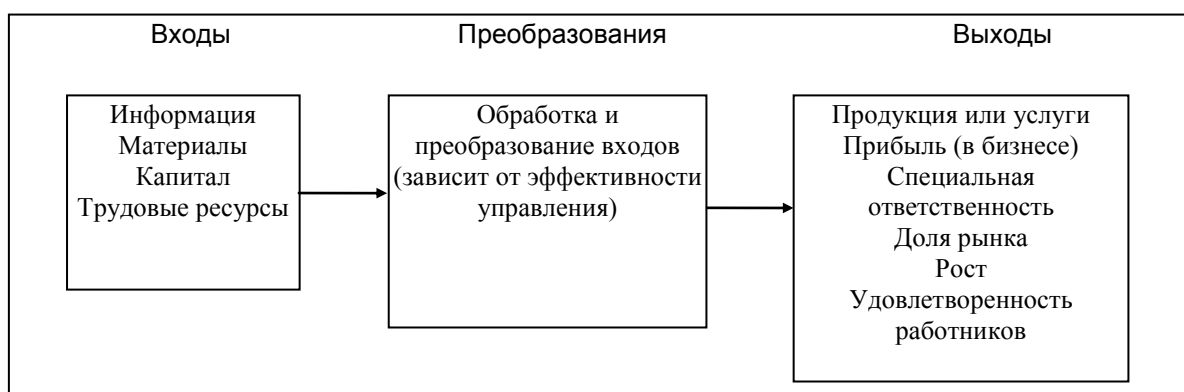 Входы
Преобразования
Выходы
Информация
Материалы
Капитал
Трудовые ресурсы
Обработка и
преобразование входов
(зависит от эффективности
управления)
Продукция или услуги
Прибыль (в бизнесе)
Специальная
ответственность
Доля рынка
Рост
Удовлетворенность
работников